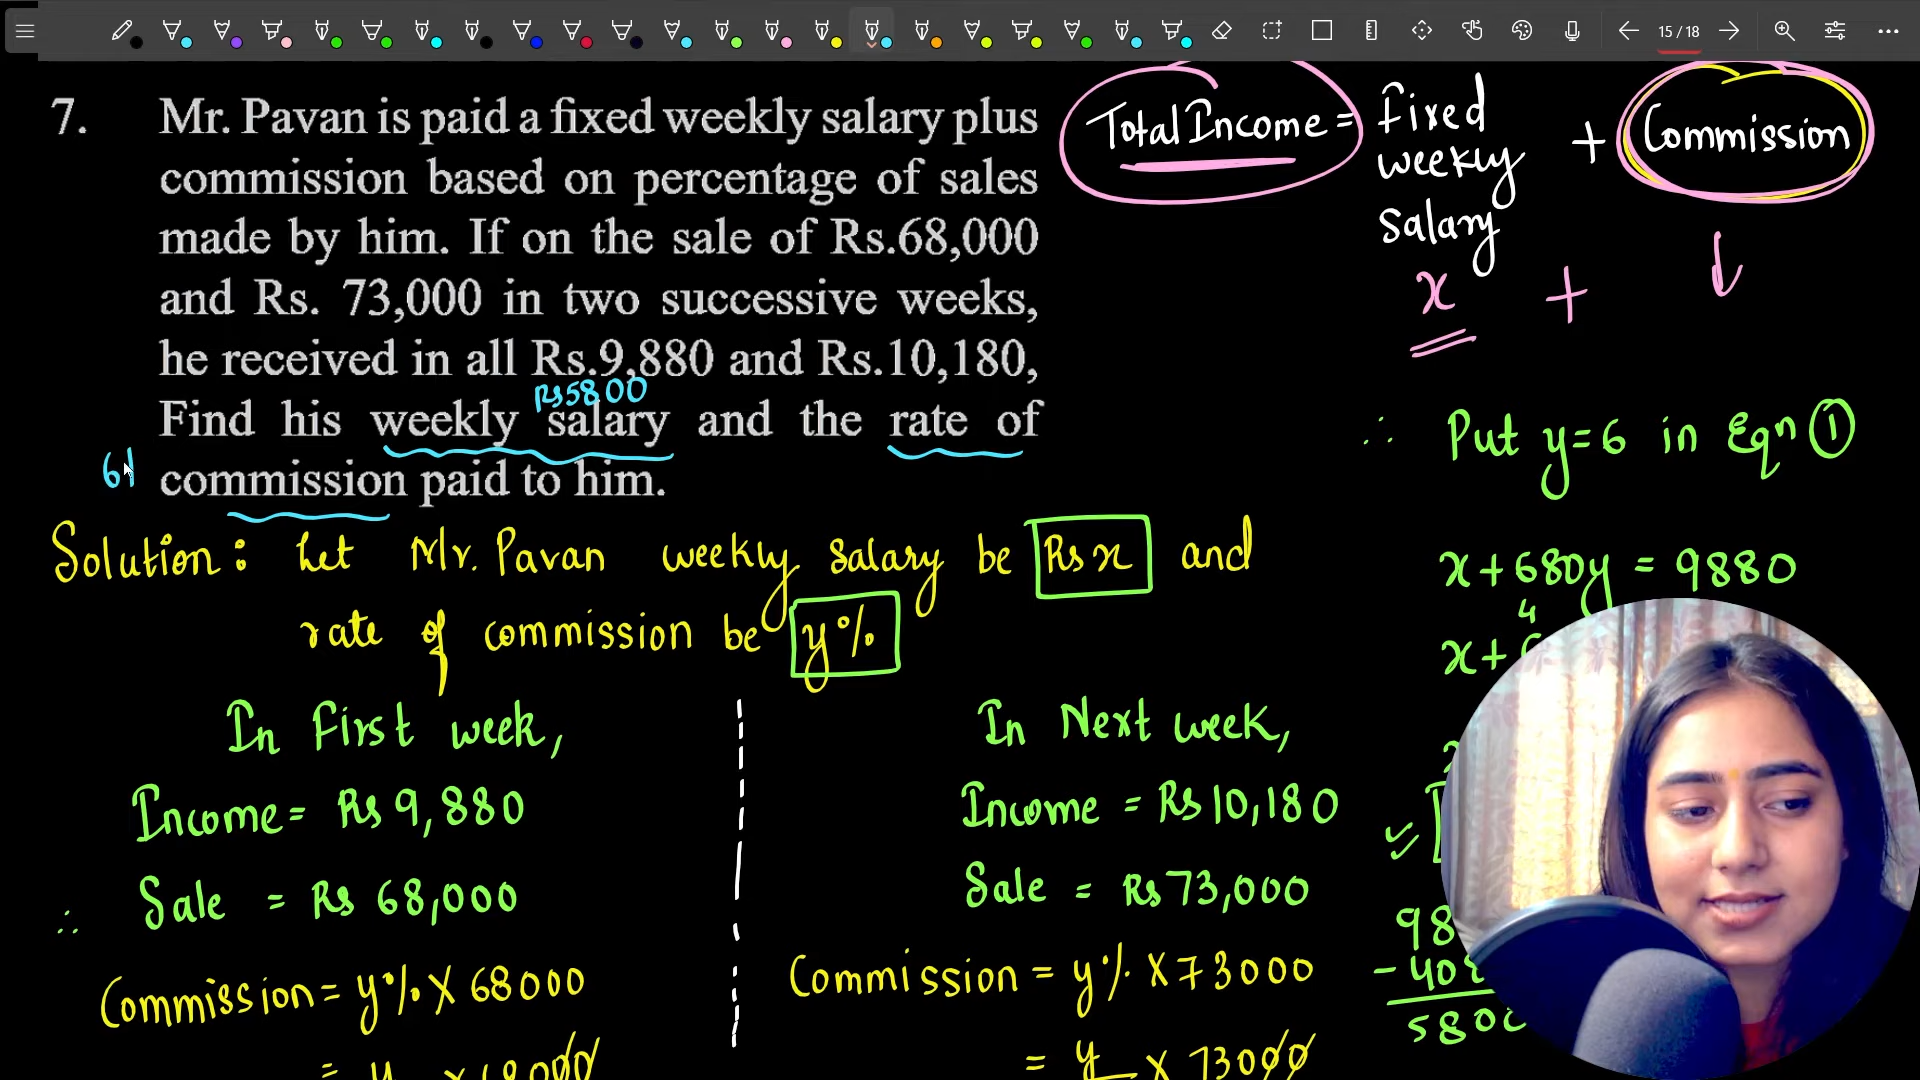 15 / 18
7. Mr. Pavan is paid a fixed weekly salary plus
commission based on percentage of sales
made by him. If on the sale of Rs.68,000
and Rs. 73,000 in two successive weeks,
he received in all Rs.9,880 and Rs.10,180,
Rs5800
Find his weekly salary and the rate of
commission paid to him.
Total Income = Fixed weekly Salary + Commission
x + ↓
Solution: Let Mr. Pavan weekly salary be Rs x and
rate of commission be y%
In First week,
Income = Rs 9,880
∴ Sale = Rs 68,000
Commission = y% X 68000
In Next week,
Income = Rs 10,180
Sale = Rs 73,000
Commission = y% X 73000
= y X 73000
∴ Put y=6 in Eqn ①
x + 680y = 9880
4
x +
98
- 40
580